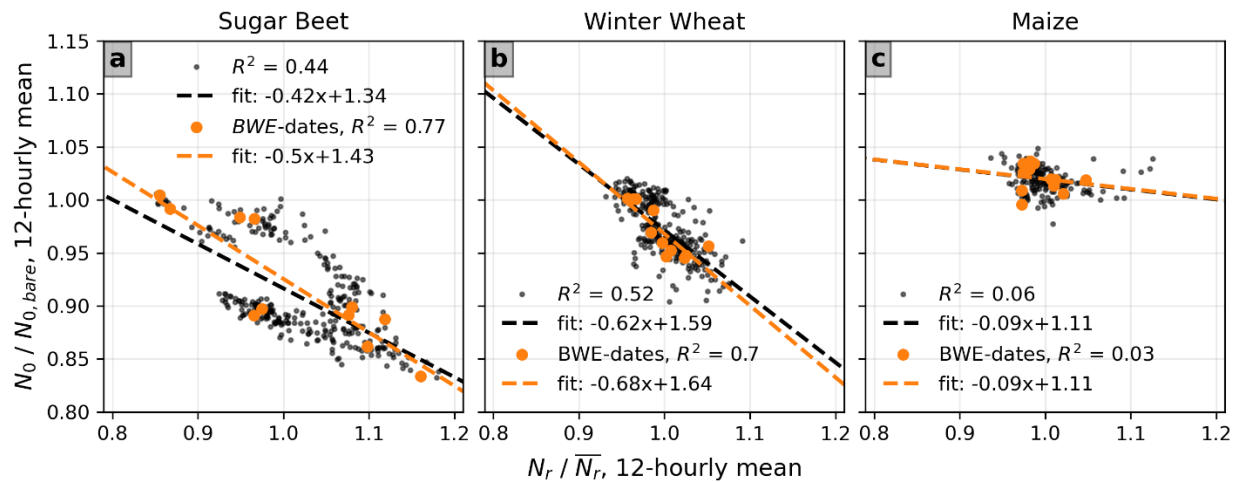 Sugar Beet
Winter Wheat
Maize
a
b
c
R² = 0.44
fit: -0.42x+1.34
BWE-dates, R² = 0.77
fit: -0.5x+1.43
R² = 0.52
fit: -0.62x+1.59
BWE-dates, R² = 0.7
fit: -0.68x+1.64
R² = 0.06
fit: -0.09x+1.11
BWE-dates, R² = 0.03
fit: -0.09x+1.11
N₀ / N₀,bare, 12-hourly mean
1.15
1.10
1.05
1.00
0.95
0.90
0.85
0.80
0.8 0.9 1.0 1.1 1.2
0.8 0.9 1.0 1.1 1.2
0.8 0.9 1.0 1.1 1.2
Nᵣ / N̅ᵣ, 12-hourly mean